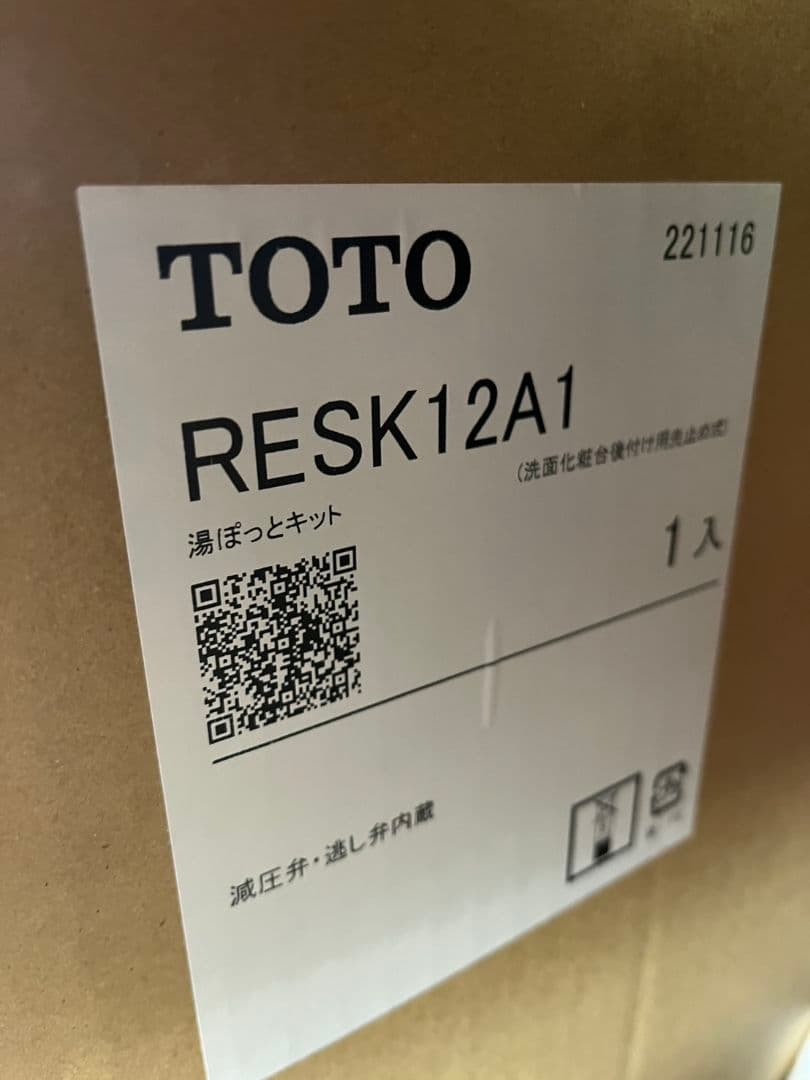 TOTO
221116
RESK12A1
(洗面化粧台後付け用先止め式)
湯ぽっとキット
1入
減圧弁・逃し弁内蔵